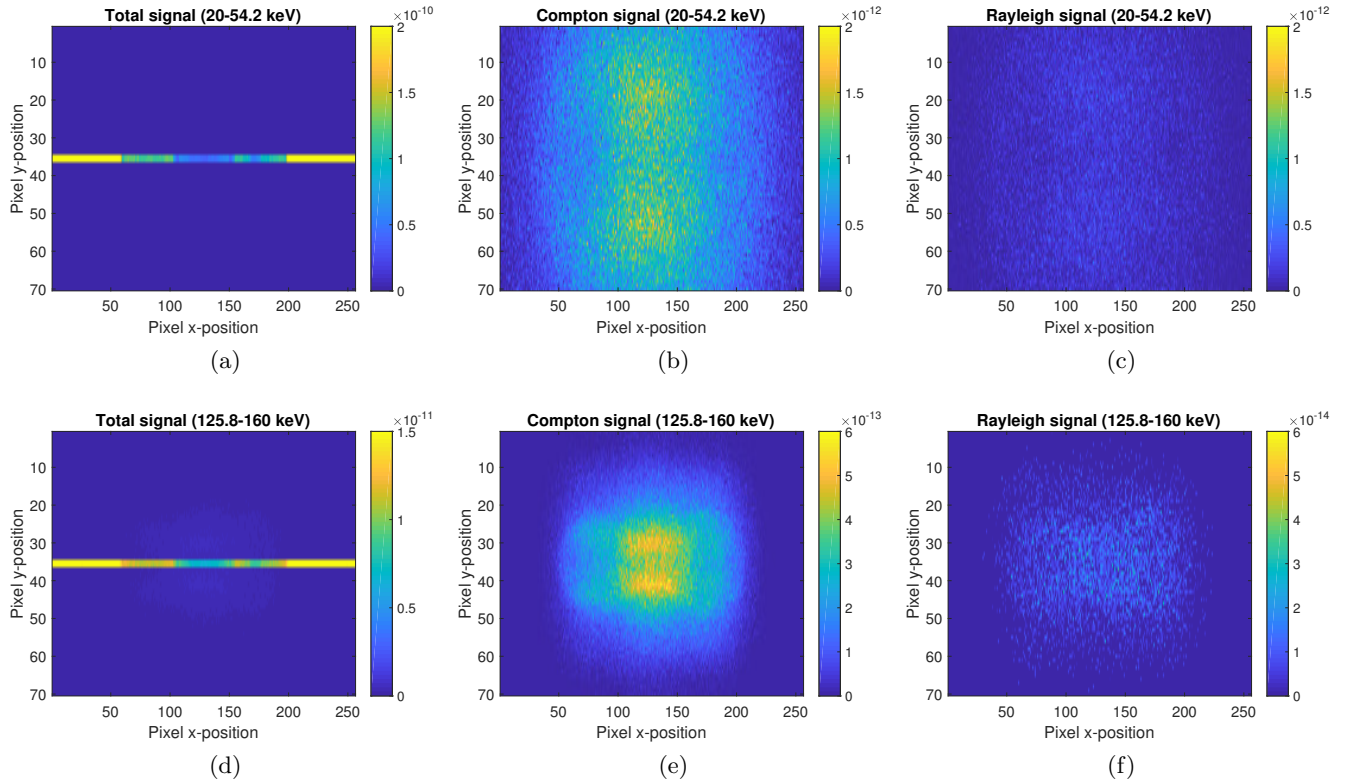 Total signal (20-54.2 keV)
×10⁻¹⁰
2
1.5
1
0.5
0
10
20
30
40
50
60
70
50 100 150 200 250
Pixel y-position
Pixel x-position
(a)
Compton signal (20-54.2 keV)
×10⁻¹²
2
1.5
1
0.5
0
10
20
30
40
50
60
70
50 100 150 200 250
Pixel y-position
Pixel x-position
(b)
Rayleigh signal (20-54.2 keV)
×10⁻¹²
2
1.5
1
0.5
0
10
20
30
40
50
60
70
50 100 150 200 250
Pixel y-position
Pixel x-position
(c)
Total signal (125.8-160 keV)
×10⁻¹¹
1.5
1
0.5
0
10
20
30
40
50
60
70
50 100 150 200 250
Pixel y-position
Pixel x-position
(d)
Compton signal (125.8-160 keV)
×10⁻¹³
6
5
4
3
2
1
0
10
20
30
40
50
60
70
50 100 150 200 250
Pixel y-position
Pixel x-position
(e)
Rayleigh signal (125.8-160 keV)
×10⁻¹⁴
6
5
4
3
2
1
0
10
20
30
40
50
60
70
50 100 150 200 250
Pixel y-position
Pixel x-position
(f)